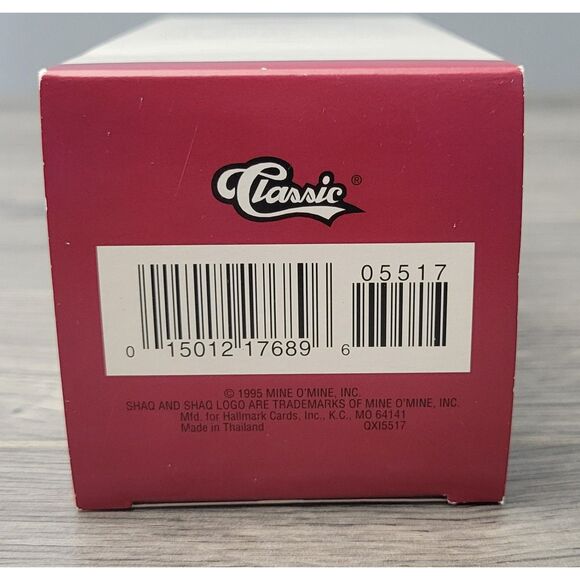 Classic®
05517
0 15012 17689 6
© 1995 MINE O'MINE, INC.
SHAQ AND SHAQ LOGO ARE TRADEMARKS OF MINE O'MINE, INC.
Mfd. for Hallmark Cards, Inc., K.C., MO 64141
Made in Thailand QXI5517